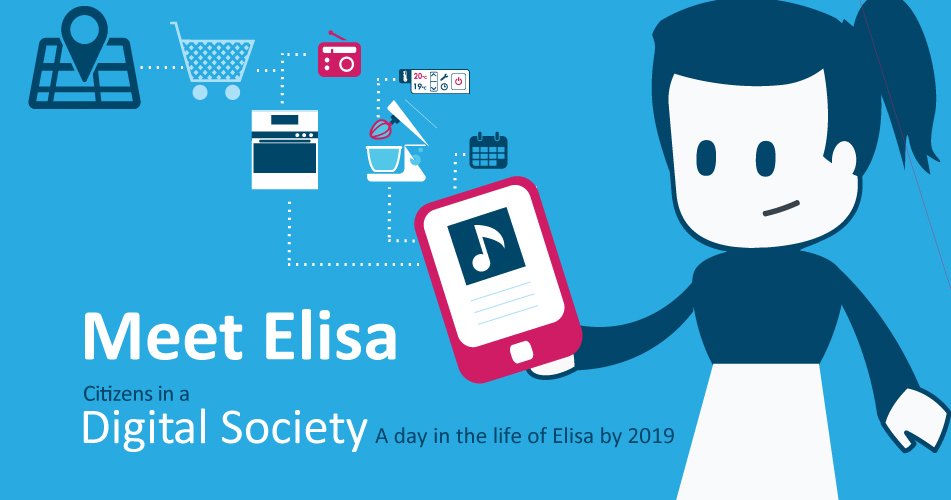 20°C
19°C
Meet Elisa
Citizens in a
Digital Society A day in the life of Elisa by 2019